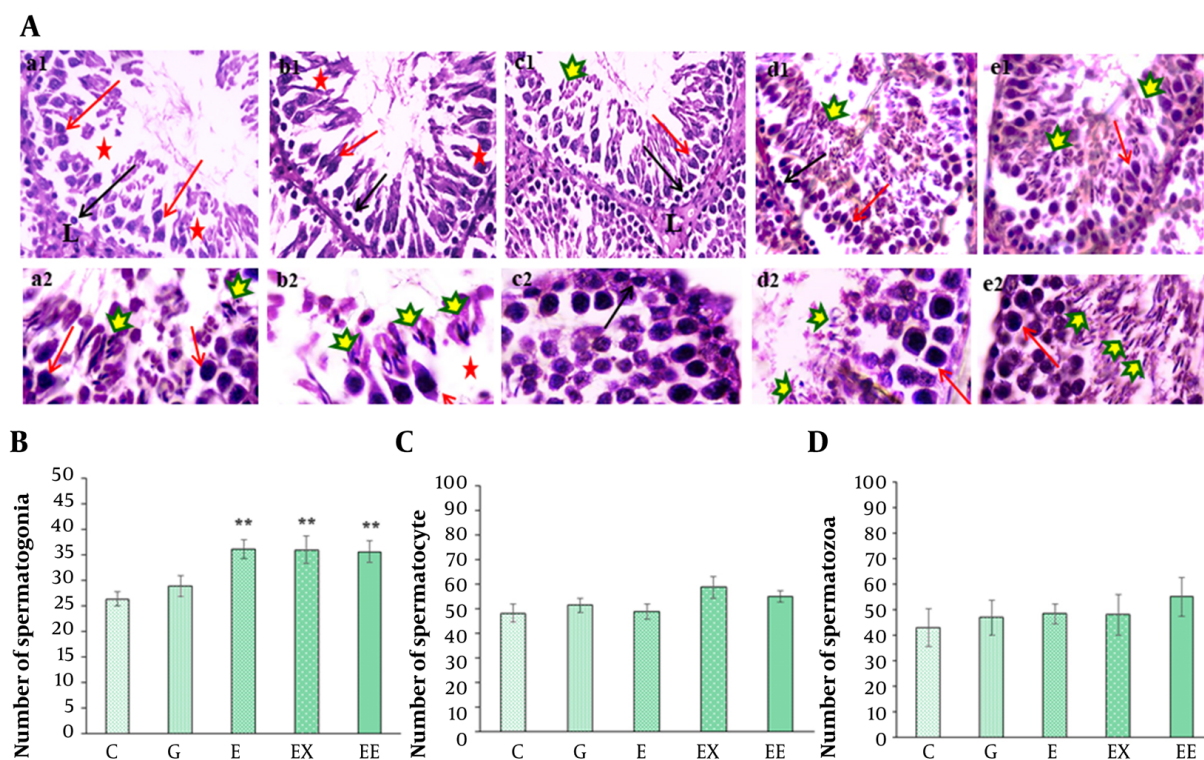 A
a1 b1 c1 d1 e1
L L
a2 b2 c2 d2 e2
B
Number of spermatogonia
50
45
40
35
30
25
20
15
10
5
0
** ** **
C G E EX EE
C
Number of spermatocyte
100
90
80
70
60
50
40
30
20
10
0
C G E EX EE
D
Number of spermatozoa
100
90
80
70
60
50
40
30
20
10
0
C G E EX EE